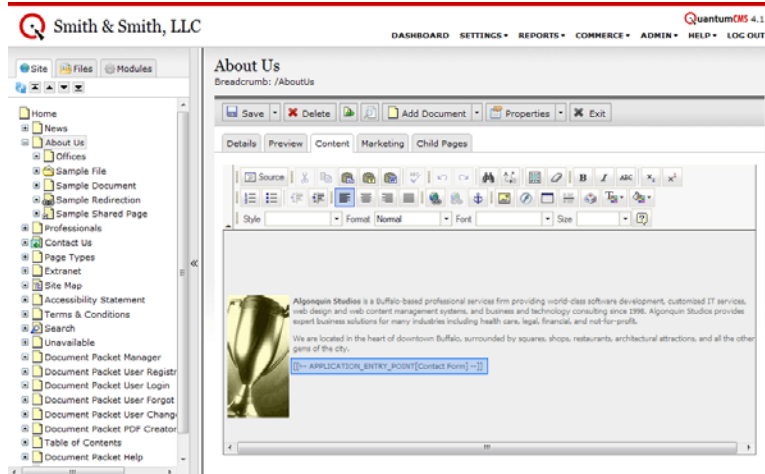 Smith & Smith, LLC
QuantumCMS 4.1
DASHBOARD SETTINGS REPORTS COMMERCE ADMIN HELP LOG OUT
Site Files Modules
About Us
Breadcrumb: /AboutUs
Save Delete Add Document Properties Exit
Details Preview Content Marketing Child Pages
Home
News
About Us
Offices
Sample File
Sample Document
Sample Redirection
Sample Shared Page
Professionals
Contact Us
Page Types
Extranet
Site Map
Accessibility Statement
Terms & Conditions
Search
Unavailable
Document Packet Manager
Document Packet User Registr
Document Packet User Login
Document Packet User Forgot
Document Packet User Chang
Document Packet PDF Creator
Table of Contents
Document Packet Help
Source B I ABC x₂ x²
Style Format Normal Font Size
Algonquin Studios is a Buffalo-based professional services firm providing world-class software development, customized IT services,
web design and web content management systems, and business and technology consulting since 1998. Algonquin Studios provides
expert business solutions for many industries including health care, legal, financial, and not-for-profit.
We are located in the heart of downtown Buffalo, surrounded by squares, shops, restaurants, architectural attractions, and all the other
gems of the city.
[[~- APPLICATION_ENTRY_POINT[Contact Form] ~-]]